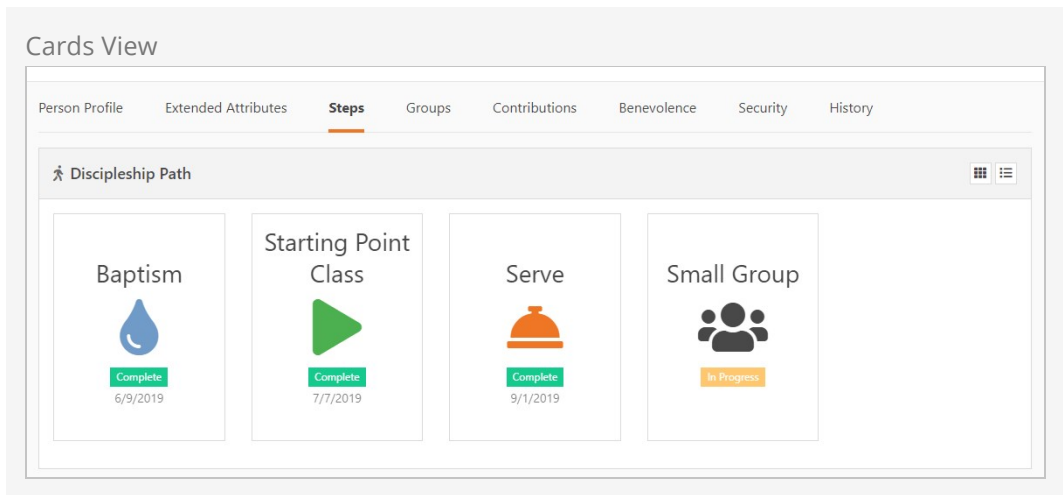 Cards View
Person Profile Extended Attributes Steps Groups Contributions Benevolence Security History
Discipleship Path
Baptism
Complete
6/9/2019
Starting Point
Class
Complete
7/7/2019
Serve
Complete
9/1/2019
Small Group
In Progress